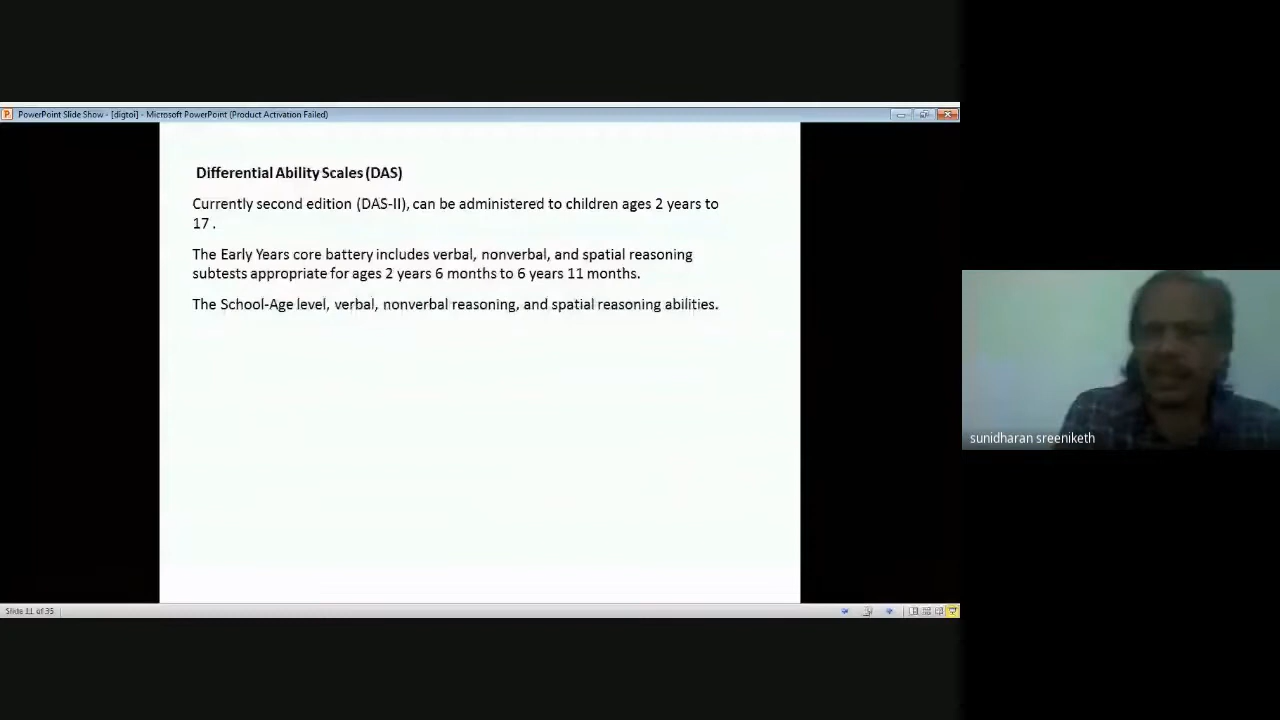 PowerPoint Slide Show - [digtoi] - Microsoft PowerPoint (Product Activation Failed)
Differential Ability Scales (DAS)
Currently second edition (DAS-II), can be administered to children ages 2 years to
17 .
The Early Years core battery includes verbal, nonverbal, and spatial reasoning
subtests appropriate for ages 2 years 6 months to 6 years 11 months.
The School-Age level, verbal, nonverbal reasoning, and spatial reasoning abilities.
sunidharan sreeniketh
Slide 11 of 35